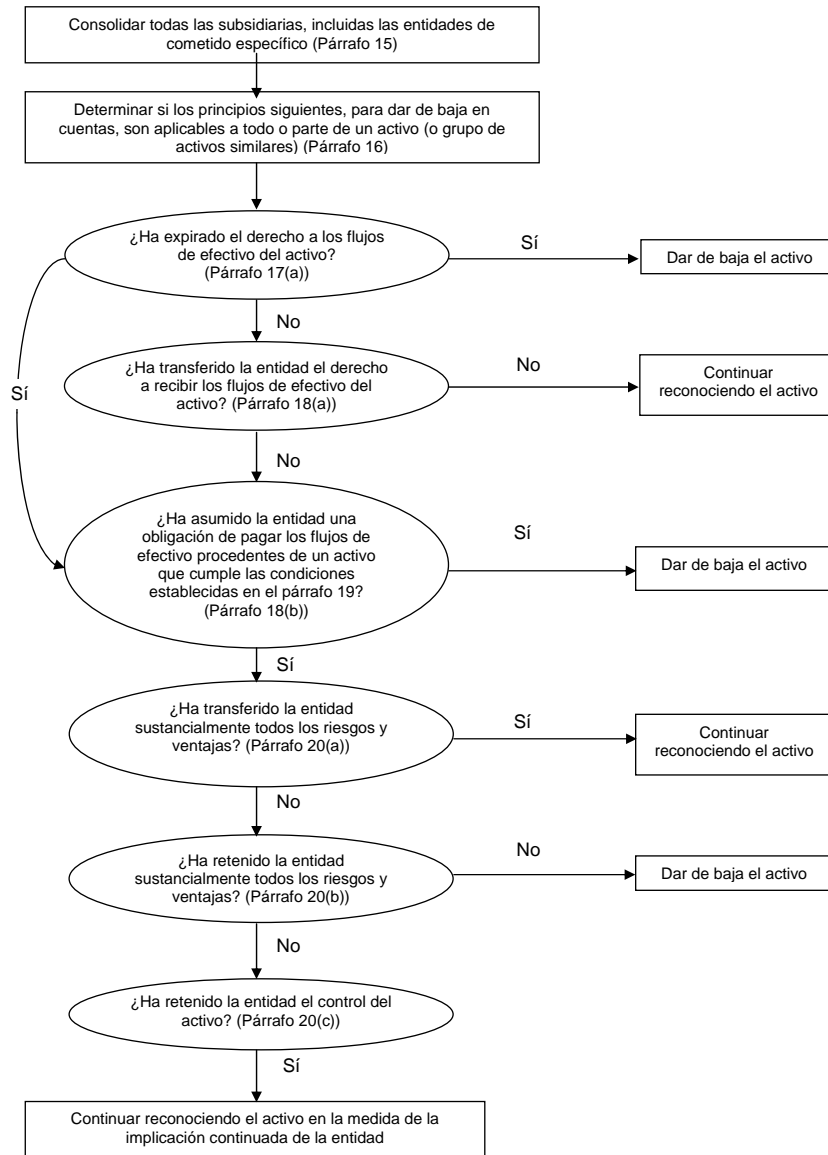 Consolidar todas las subsidiarias, incluidas las entidades de
cometido específico (Párrafo 15)
Determinar si los principios siguientes, para dar de baja en
cuentas, son aplicables a todo o parte de un activo (o grupo de
activos similares) (Párrafo 16)
¿Ha expirado el derecho a los flujos
de efectivo del activo?
(Párrafo 17(a))
Sí
Dar de baja el activo
No
Sí
¿Ha transferido la entidad el derecho
a recibir los flujos de efectivo del
activo? (Párrafo 18(a))
No
Continuar
reconociendo el activo
No
¿Ha asumido la entidad una
obligación de pagar los flujos de
efectivo procedentes de un activo
que cumple las condiciones
establecidas en el párrafo 19?
(Párrafo 18(b))
Sí
Dar de baja el activo
Sí
¿Ha transferido la entidad
sustancialmente todos los riesgos y
ventajas? (Párrafo 20(a))
Sí
Continuar
reconociendo el activo
No
¿Ha retenido la entidad
sustancialmente todos los riesgos y
ventajas? (Párrafo 20(b))
No
Dar de baja el activo
No
¿Ha retenido la entidad el control del
activo? (Párrafo 20(c))
Sí
Continuar reconociendo el activo en la medida de la
implicación continuada de la entidad